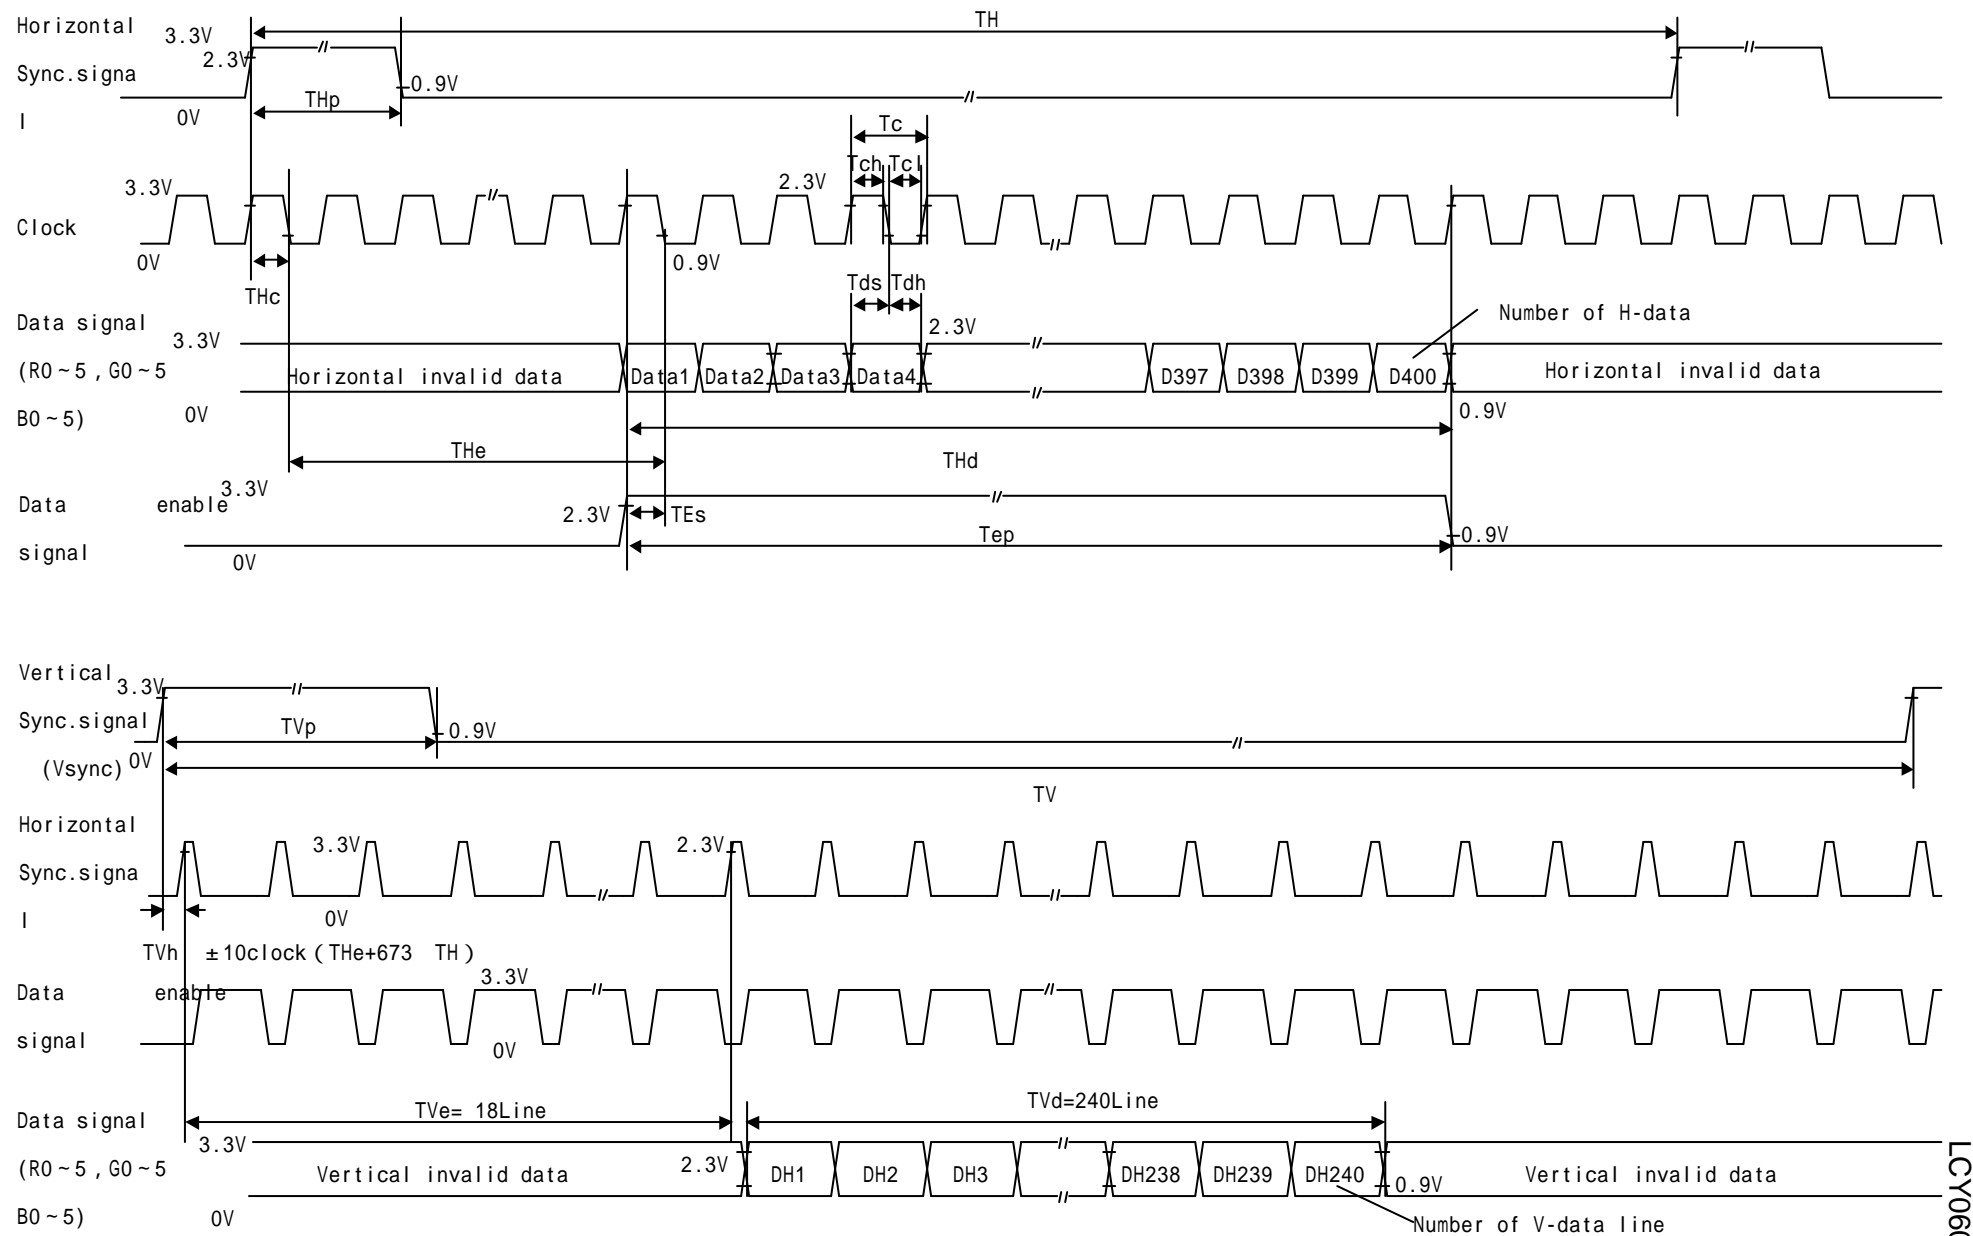 Horizontal
3.3V
TH
2.3V
Sync.signa
0.9V
THp
l
0V
Tc
Tch Tcl
3.3V
2.3V
Clock
0V
0.9V
THc
Tds Tdh
Data signal
3.3V
2.3V
Number of H-data
(R0~5,G0~5
Horizontal invalid data
Data1 Data2 Data3 Data4
D397 D398 D399 D400
Horizontal invalid data
B0~5)
0V
0.9V
THe
THd
3.3V
Data enable
2.3V
TEs
signal
Tep
0.9V
0V
Vertical
3.3V
Sync.signal
TVp
0.9V
(Vsync)
0V
TV
Horizontal
3.3V
2.3V
Sync.signa
l
0V
TVh ±10clock(THe+673 TH)
3.3V
Data enable
signal
0V
TVe= 18Line
TVd=240Line
Data signal
3.3V
(R0~5,G0~5
Vertical invalid data
2.3V
DH1 DH2 DH3
DH238 DH239 DH240
0.9V
Vertical invalid data
B0~5)
0V
Number of V-data line
LCY060